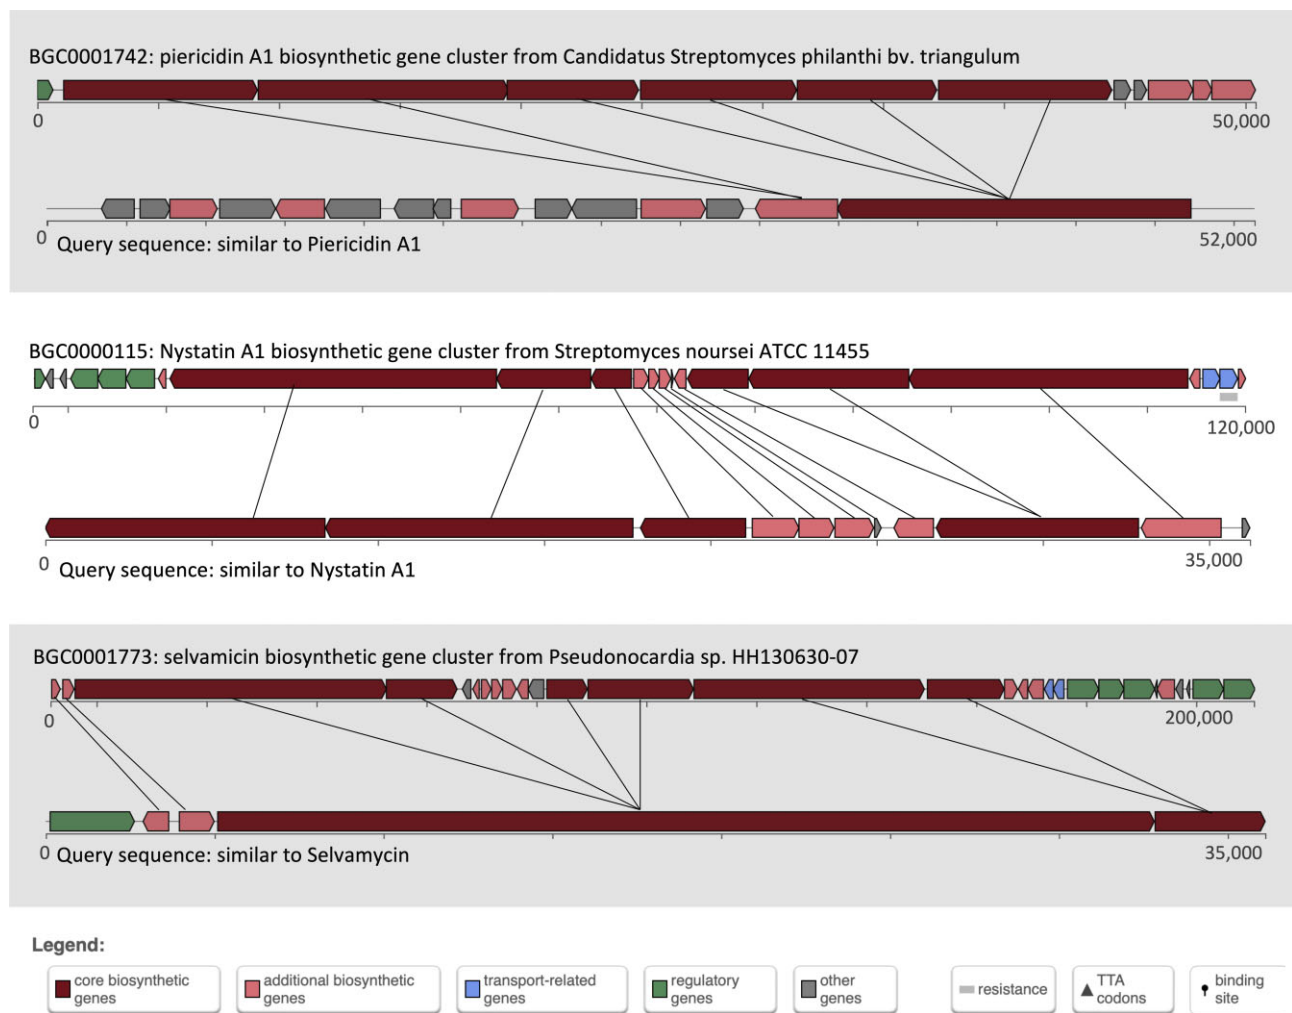 BGC0001742: piericidin A1 biosynthetic gene cluster from Candidatus Streptomyces philanthi bv. triangulum
0
50,000
0
Query sequence: similar to Piericidin A1
52,000
BGC0000115: Nystatin A1 biosynthetic gene cluster from Streptomyces noursei ATCC 11455
0
120,000
0
Query sequence: similar to Nystatin A1
35,000
BGC0001773: selvamicin biosynthetic gene cluster from Pseudonocardia sp. HH130630-07
0
200,000
0
Query sequence: similar to Selvamycin
35,000
Legend:
core biosynthetic
genes
additional biosynthetic
genes
transport-related
genes
regulatory
genes
other
genes
resistance
TTA
codons
binding
site